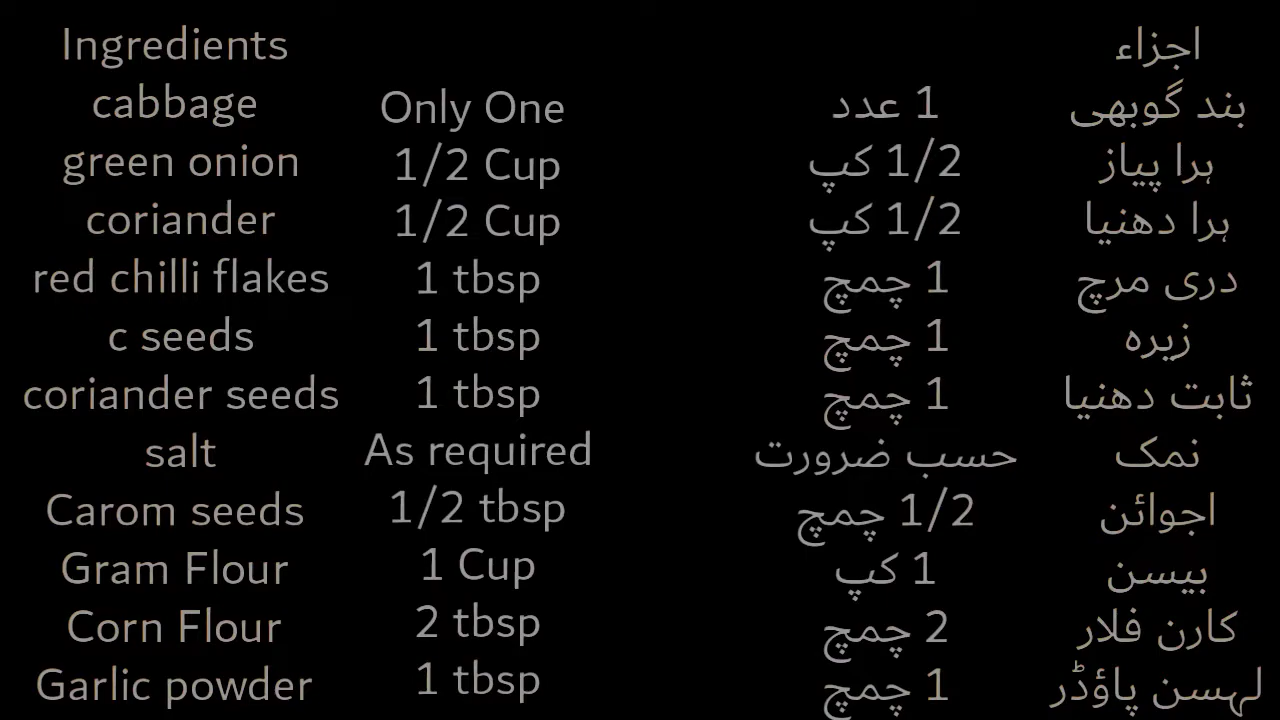 Ingredients اجزاء
cabbage Only One 1 عدد بند گوبھی
green onion 1/2 Cup 1/2 کپ ہرا پیاز
coriander 1/2 Cup 1/2 کپ ہرا دھنیا
red chilli flakes 1 tbsp 1 چمچ دری مرچ
c seeds 1 tbsp 1 چمچ زیرہ
coriander seeds 1 tbsp 1 چمچ ثابت دھنیا
salt As required حسب ضرورت نمک
Carom seeds 1/2 tbsp 1/2 چمچ اجوائن
Gram Flour 1 Cup 1 کپ بیسن
Corn Flour 2 tbsp 2 چمچ کارن فلار
Garlic powder 1 tbsp 1 چمچ لہسن پاؤڈر